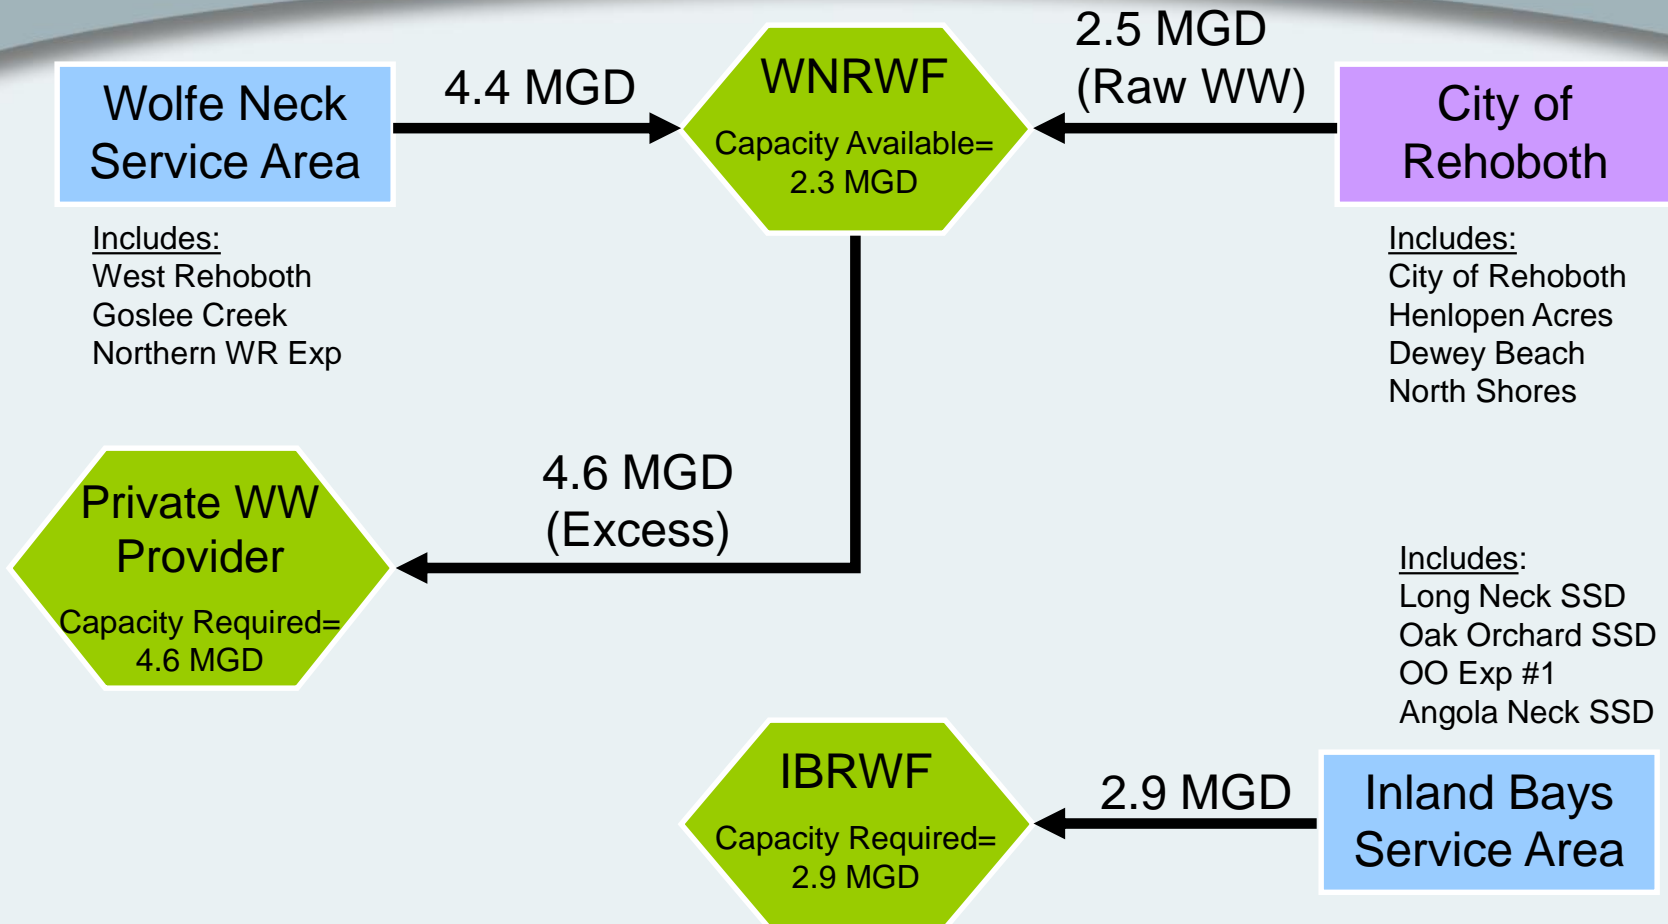 Wolfe Neck
Service Area
4.4 MGD
WNRWF
Capacity Available=
2.3 MGD
2.5 MGD
(Raw WW)
City of
Rehoboth
Includes:
West Rehoboth
Goslee Creek
Northern WR Exp
Includes:
City of Rehoboth
Henlopen Acres
Dewey Beach
North Shores
Private WW
Provider
Capacity Required=
4.6 MGD
4.6 MGD
(Excess)
Includes:
Long Neck SSD
Oak Orchard SSD
OO Exp #1
Angola Neck SSD
IBRWF
Capacity Required=
2.9 MGD
2.9 MGD
Inland Bays
Service Area